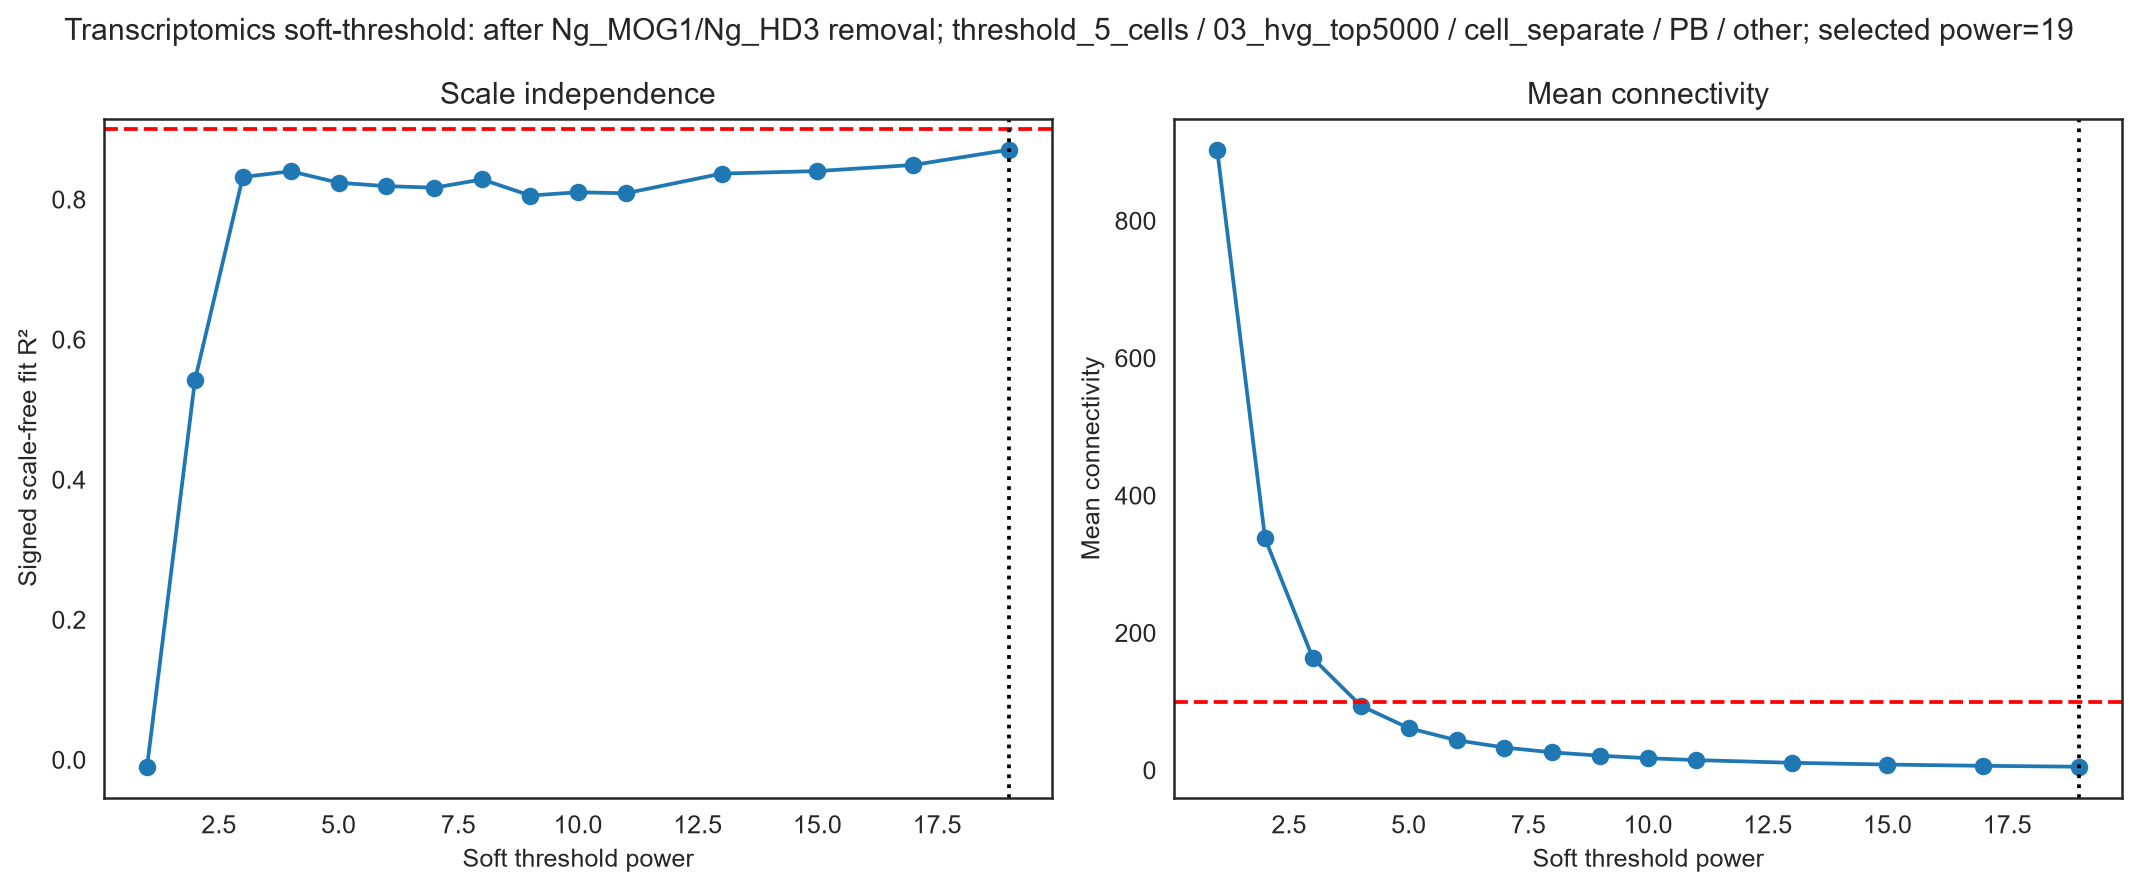 Transcriptomics soft-threshold: after Ng_MOG1/Ng_HD3 removal; threshold_5_cells / 03_hvg_top5000 / cell_separate / PB / other; selected power=19
Scale independence
Signed scale-free fit R²
0.8
0.6
0.4
0.2
0.0
2.5 5.0 7.5 10.0 12.5 15.0 17.5
Soft threshold power
Mean connectivity
Mean connectivity
800
600
400
200
0
2.5 5.0 7.5 10.0 12.5 15.0 17.5
Soft threshold power